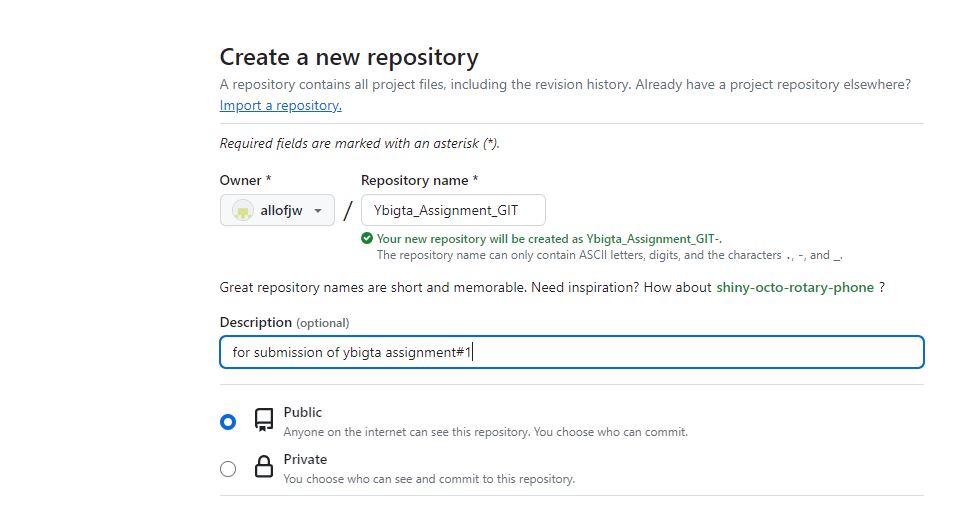 Create a new repository
A repository contains all project files, including the revision history. Already have a project repository elsewhere?
Import a repository.
Required fields are marked with an asterisk (*).
Owner * Repository name *
allofjw / Ybigta_Assignment_GIT
Your new repository will be created as Ybigta_Assignment_GIT-.
The repository name can only contain ASCII letters, digits, and the characters ., -, and _.
Great repository names are short and memorable. Need inspiration? How about shiny-octo-rotary-phone ?
Description (optional)
for submission of ybigta assignment#1
Public
Anyone on the internet can see this repository. You choose who can commit.
Private
You choose who can see and commit to this repository.